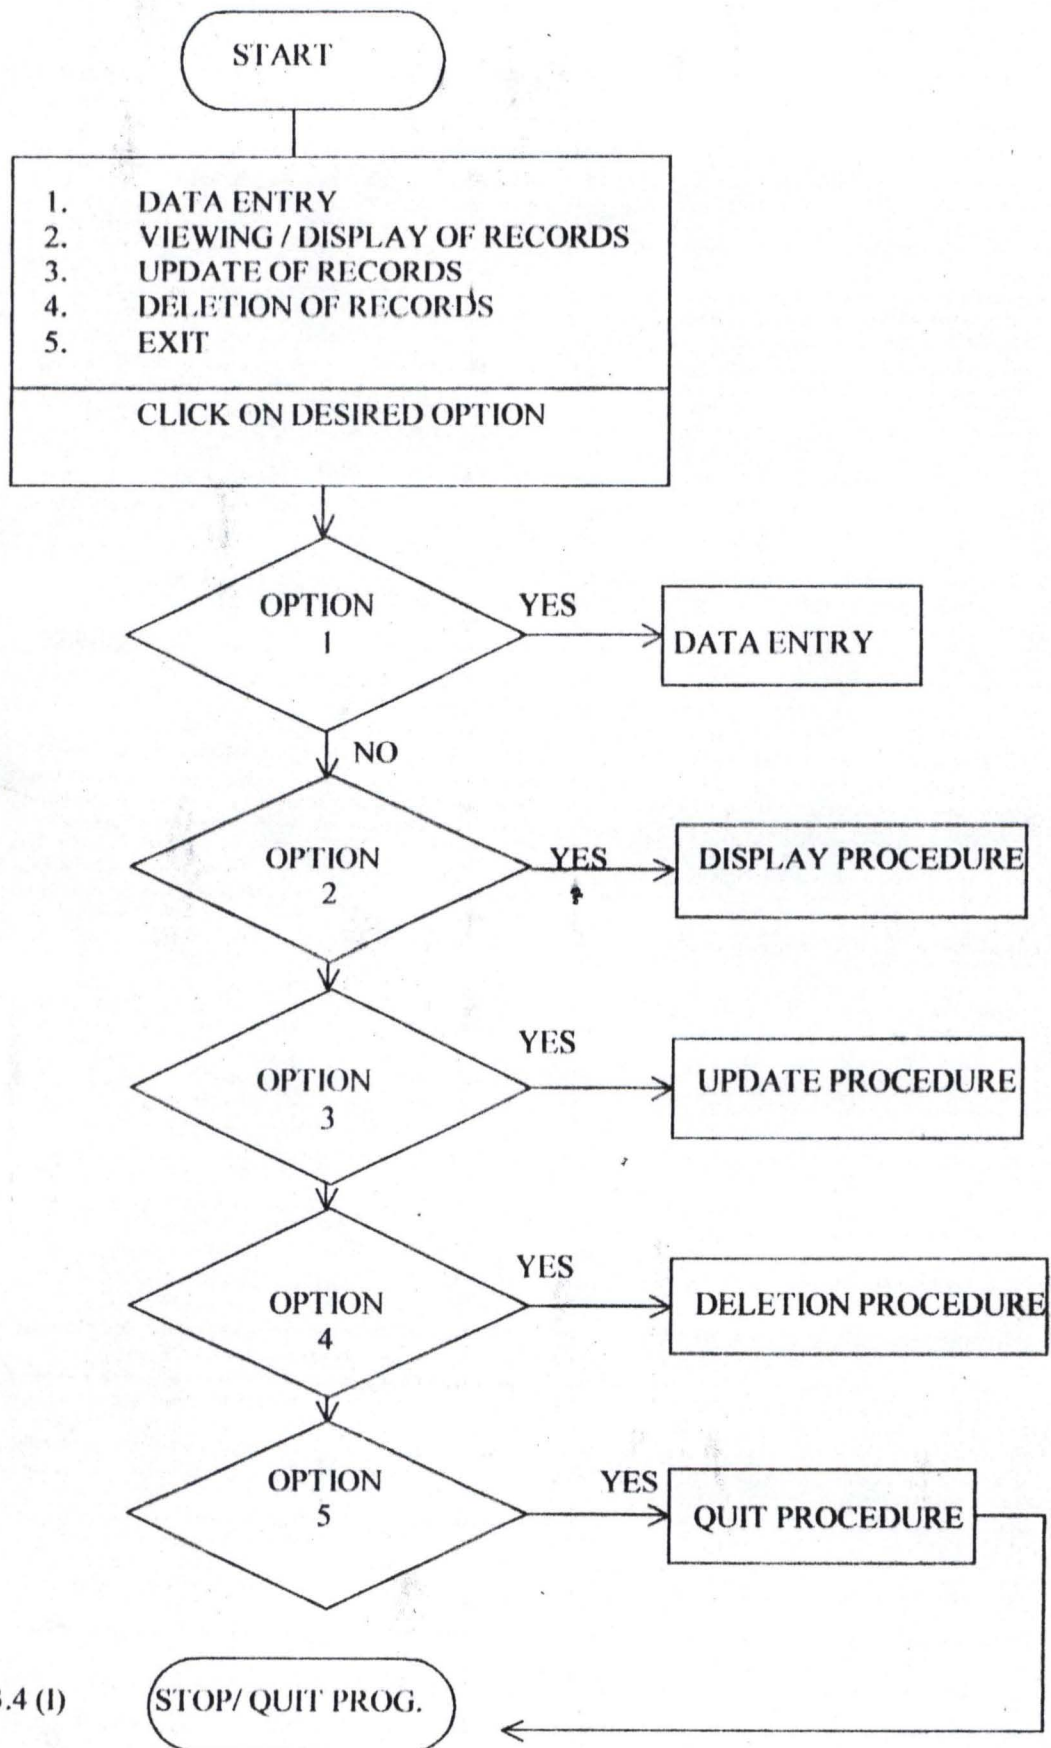 START
1. DATA ENTRY
2. VIEWING / DISPLAY OF RECORDS
3. UPDATE OF RECORDS
4. DELETION OF RECORDS
5. EXIT
CLICK ON DESIRED OPTION
OPTION
1
YES
DATA ENTRY
NO
OPTION
2
YES
DISPLAY PROCEDURE
OPTION
3
YES
UPDATE PROCEDURE
OPTION
4
YES
DELETION PROCEDURE
OPTION
5
YES
QUIT PROCEDURE
.4 (I)
STOP/ QUIT PROG.